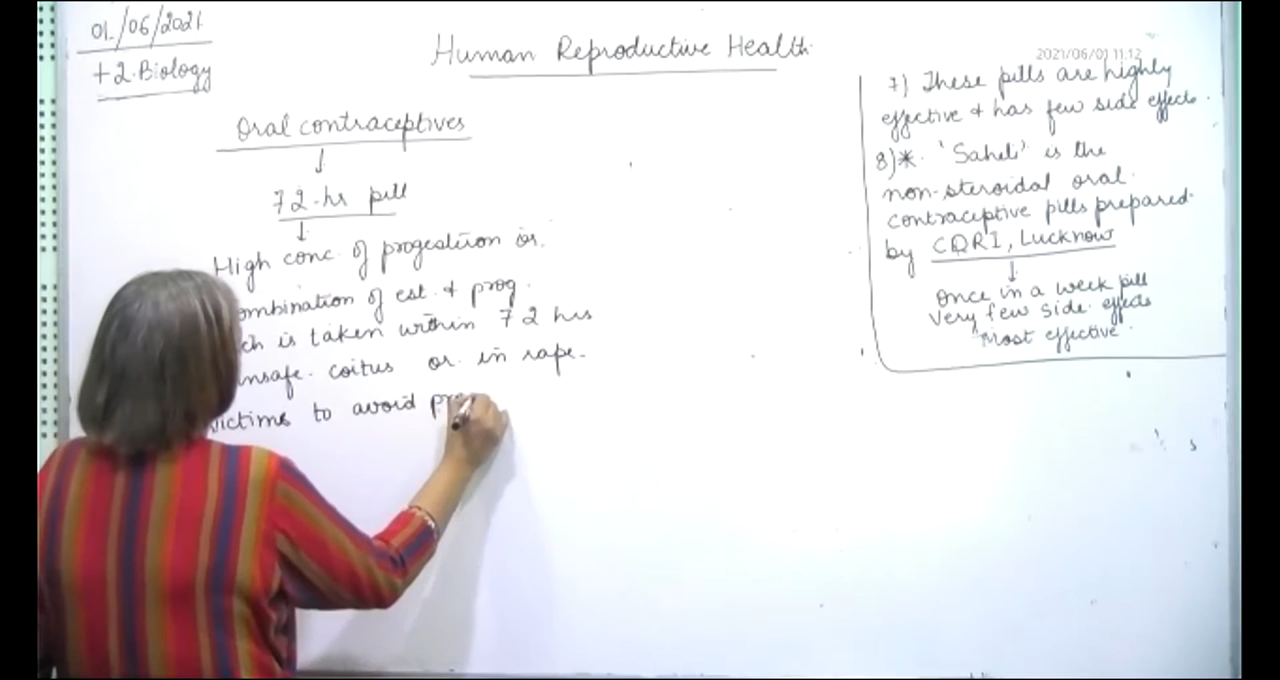 01/06/2021
+2 Biology
Human Reproductive Health
2021/06/01 11:12
Oral contraceptives
72-hr pill
High conc. of progestiron or
ombination of est. + prog.
ch is taken within 72 hrs
nsafe coitus or in rape
victims to avoid pr
7) These pills are highly
effective & has few side effects.
8)* 'Saheli' is the
non-steroidal oral
contraceptive pills prepared
by CDRI, Lucknow
Once in a week pill
Very few side effects
Most effective.